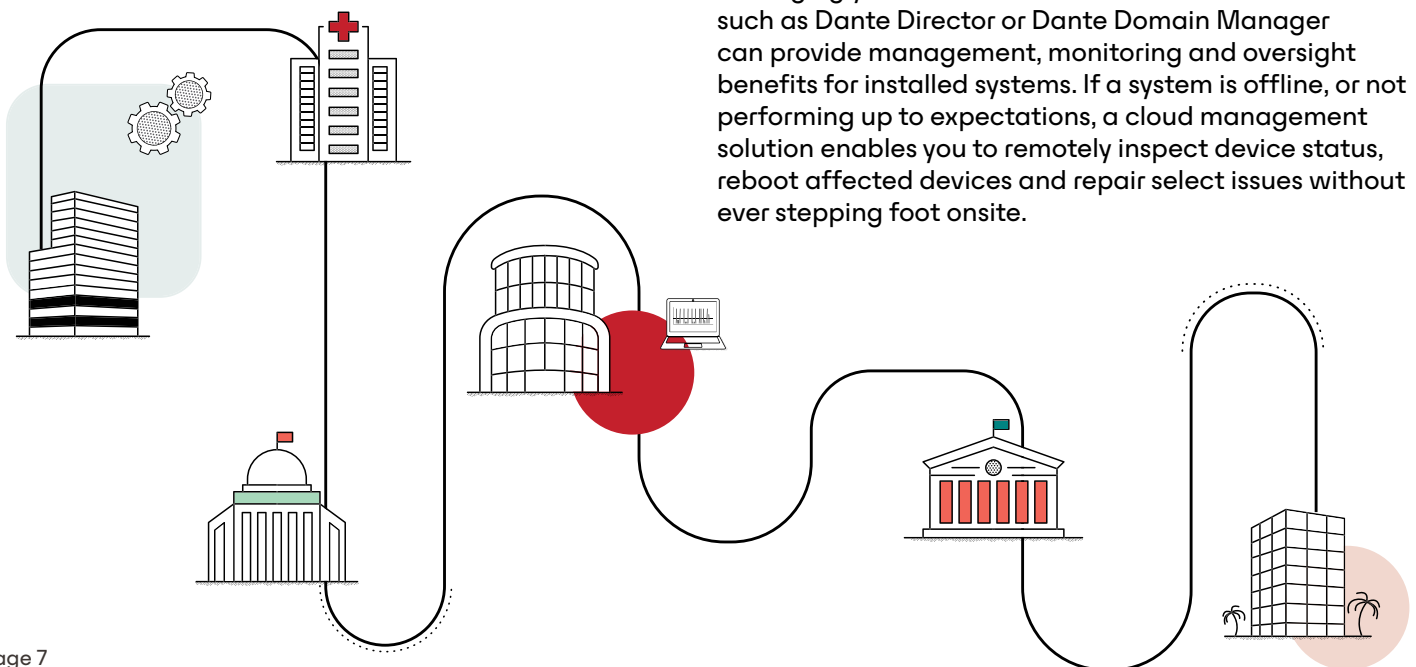 such as Dante Director or Dante Domain Manager
can provide management, monitoring and oversight
benefits for installed systems. If a system is offline, or not
performing up to expectations, a cloud management
solution enables you to remotely inspect device status,
reboot affected devices and repair select issues without
ever stepping foot onsite.
age 7